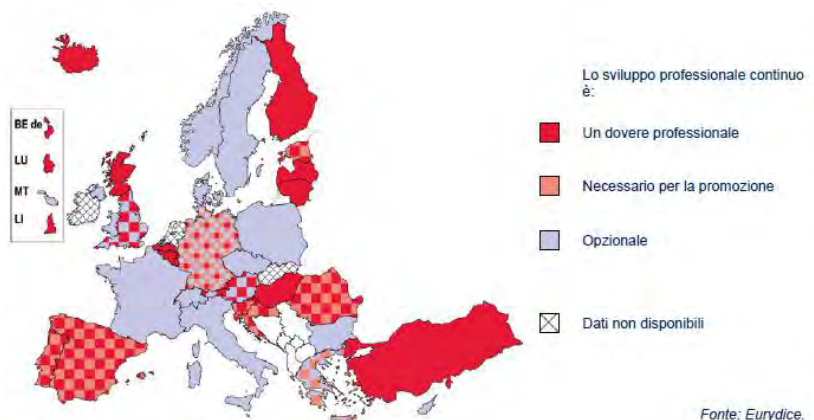 Lo sviluppo professionale continuo
è:
BE de
LU
MT
LI
Un dovere professionale
Necessario per la promozione
Opzionale
Dati non disponibili
Fonte: Eurydice.